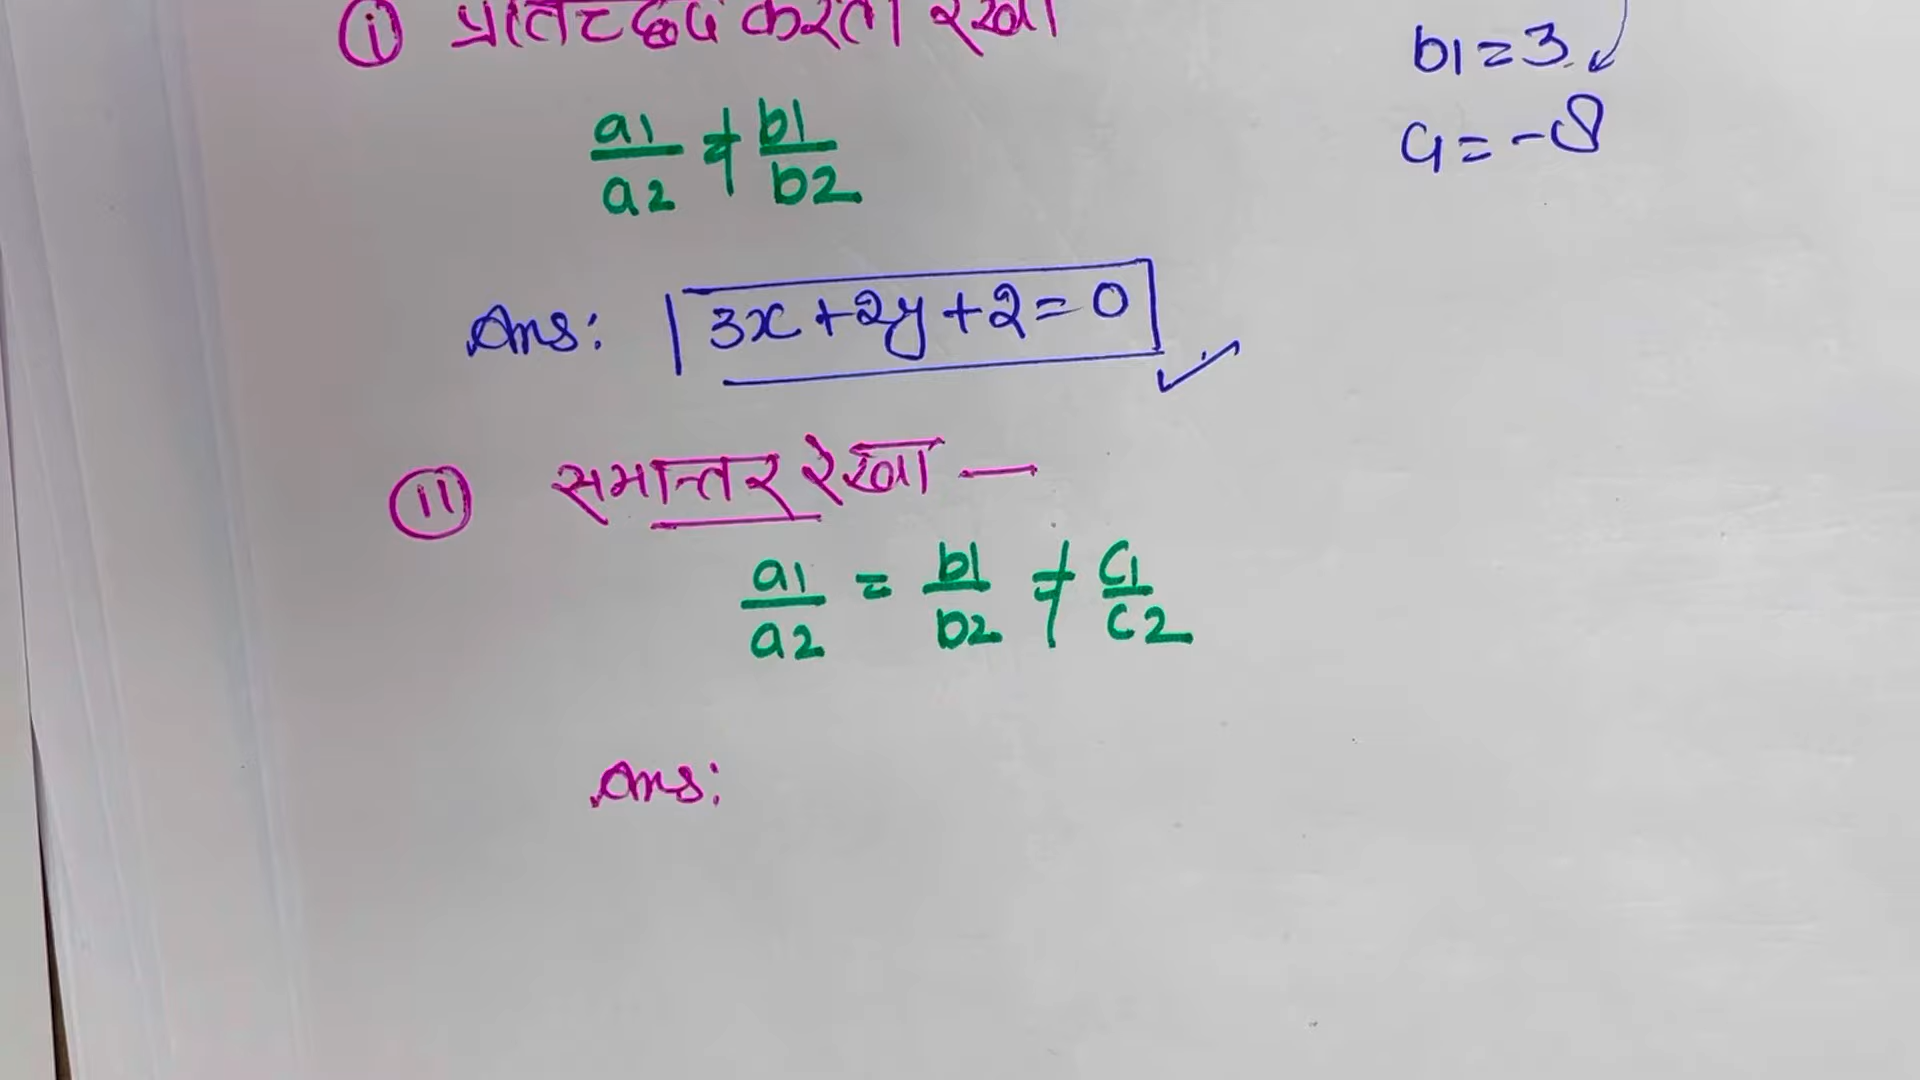 (i) प्रतिच्छेद करती रेखा
b1 = 3
a1/a2 ≠ b1/b2
c1 = -8
Ans: 3x + 2y + 2 = 0 ✓
(ii) समान्तर रेखा —
a1/a2 = b1/b2 ≠ c1/c2
Ans: